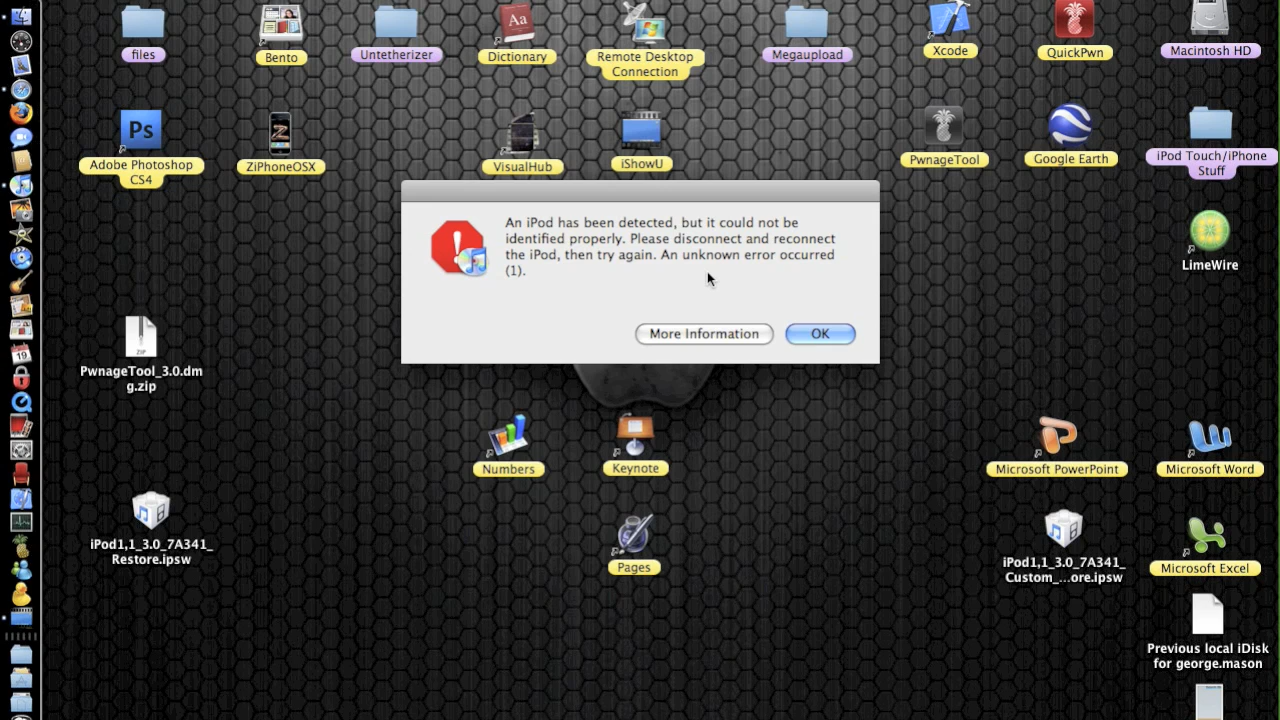 files
Bento
Untetherizer
Dictionary
Remote Desktop
Connection
Megaupload
Xcode
QuickPwn
Macintosh HD
Aa
Ps
Adobe Photoshop
CS4
ZiPhoneOSX
VisualHub
iShowU
PwnageTool
Google Earth
iPod Touch/iPhone
Stuff
An iPod has been detected, but it could not be
identified properly. Please disconnect and reconnect
the iPod, then try again. An unknown error occurred
(1).
More Information
OK
LimeWire
ZIP
PwnageTool_3.0.dm
g.zip
19
Numbers
Keynote
Microsoft PowerPoint
Microsoft Word
iPod1,1_3.0_7A341_
Restore.ipsw
Pages
iPod1,1_3.0_7A341_
Custom_...ore.ipsw
Microsoft Excel
Previous local iDisk
for george.mason